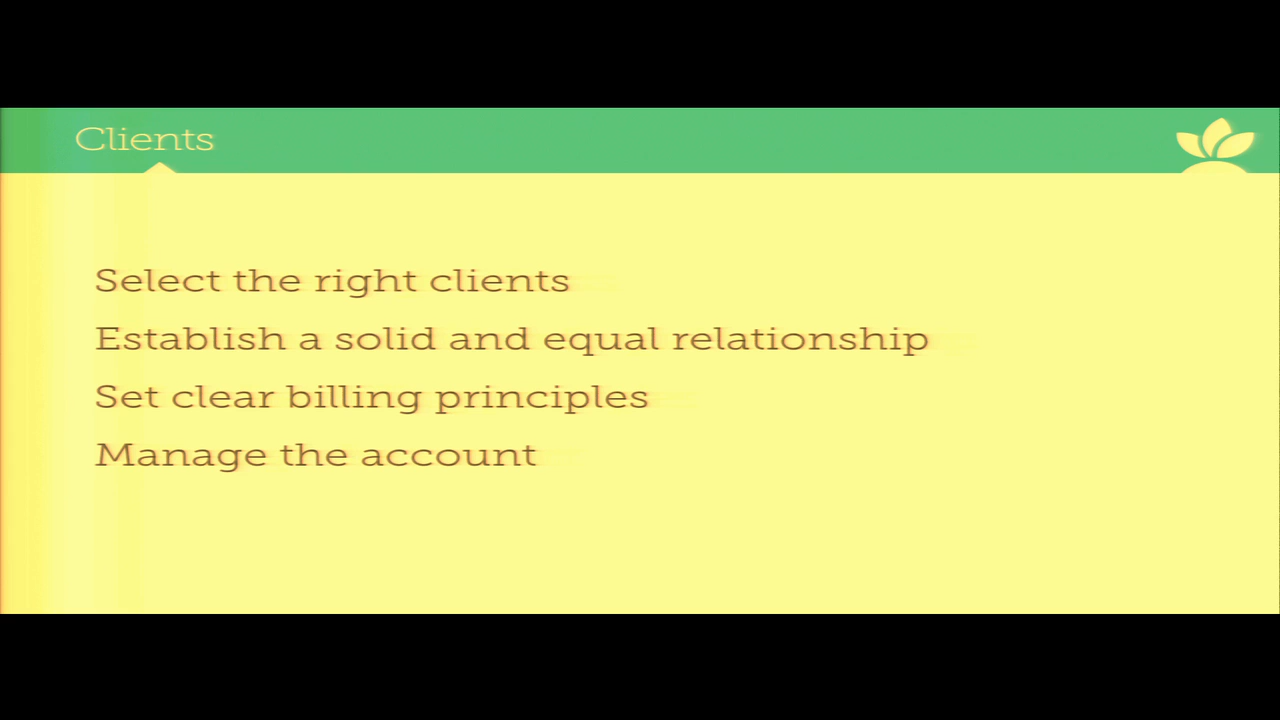 Clients
Select the right clients
Establish a solid and equal relationship
Set clear billing principles
Manage the account